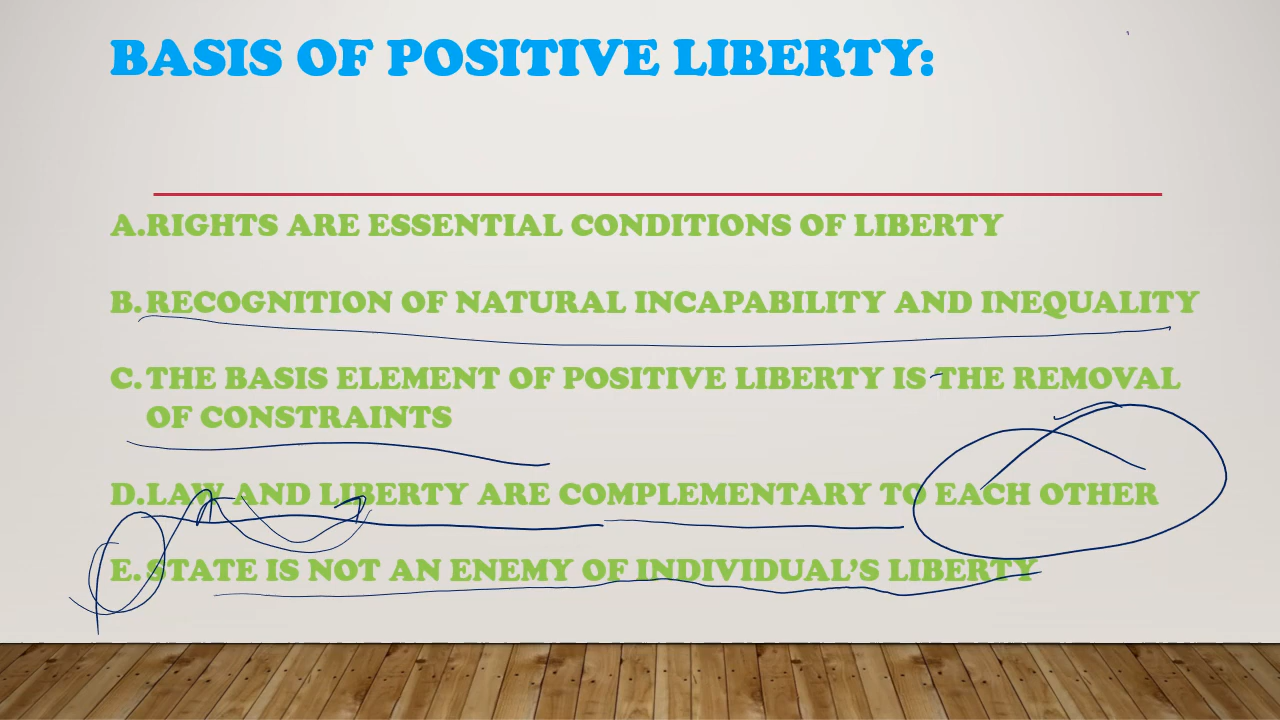 BASIS OF POSITIVE LIBERTY:
A. RIGHTS ARE ESSENTIAL CONDITIONS OF LIBERTY
B. RECOGNITION OF NATURAL INCAPABILITY AND INEQUALITY
C. THE BASIS ELEMENT OF POSITIVE LIBERTY IS THE REMOVAL
OF CONSTRAINTS
D. LAW AND LIBERTY ARE COMPLEMENTARY TO EACH OTHER
E. STATE IS NOT AN ENEMY OF INDIVIDUAL'S LIBERTY